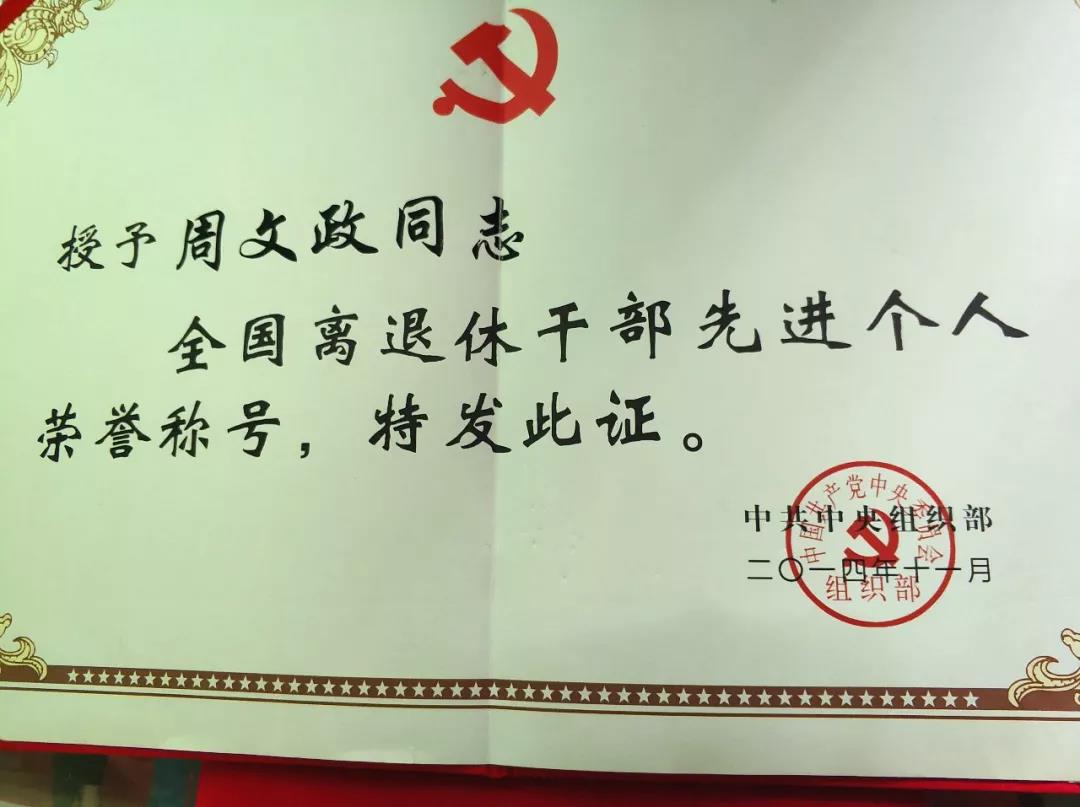 授予周文政同志
全国离退休干部先进个人
荣誉称号，特发此证。
中共中央组织部
二〇一四年十一月
中国共产党中央委员会
组织部